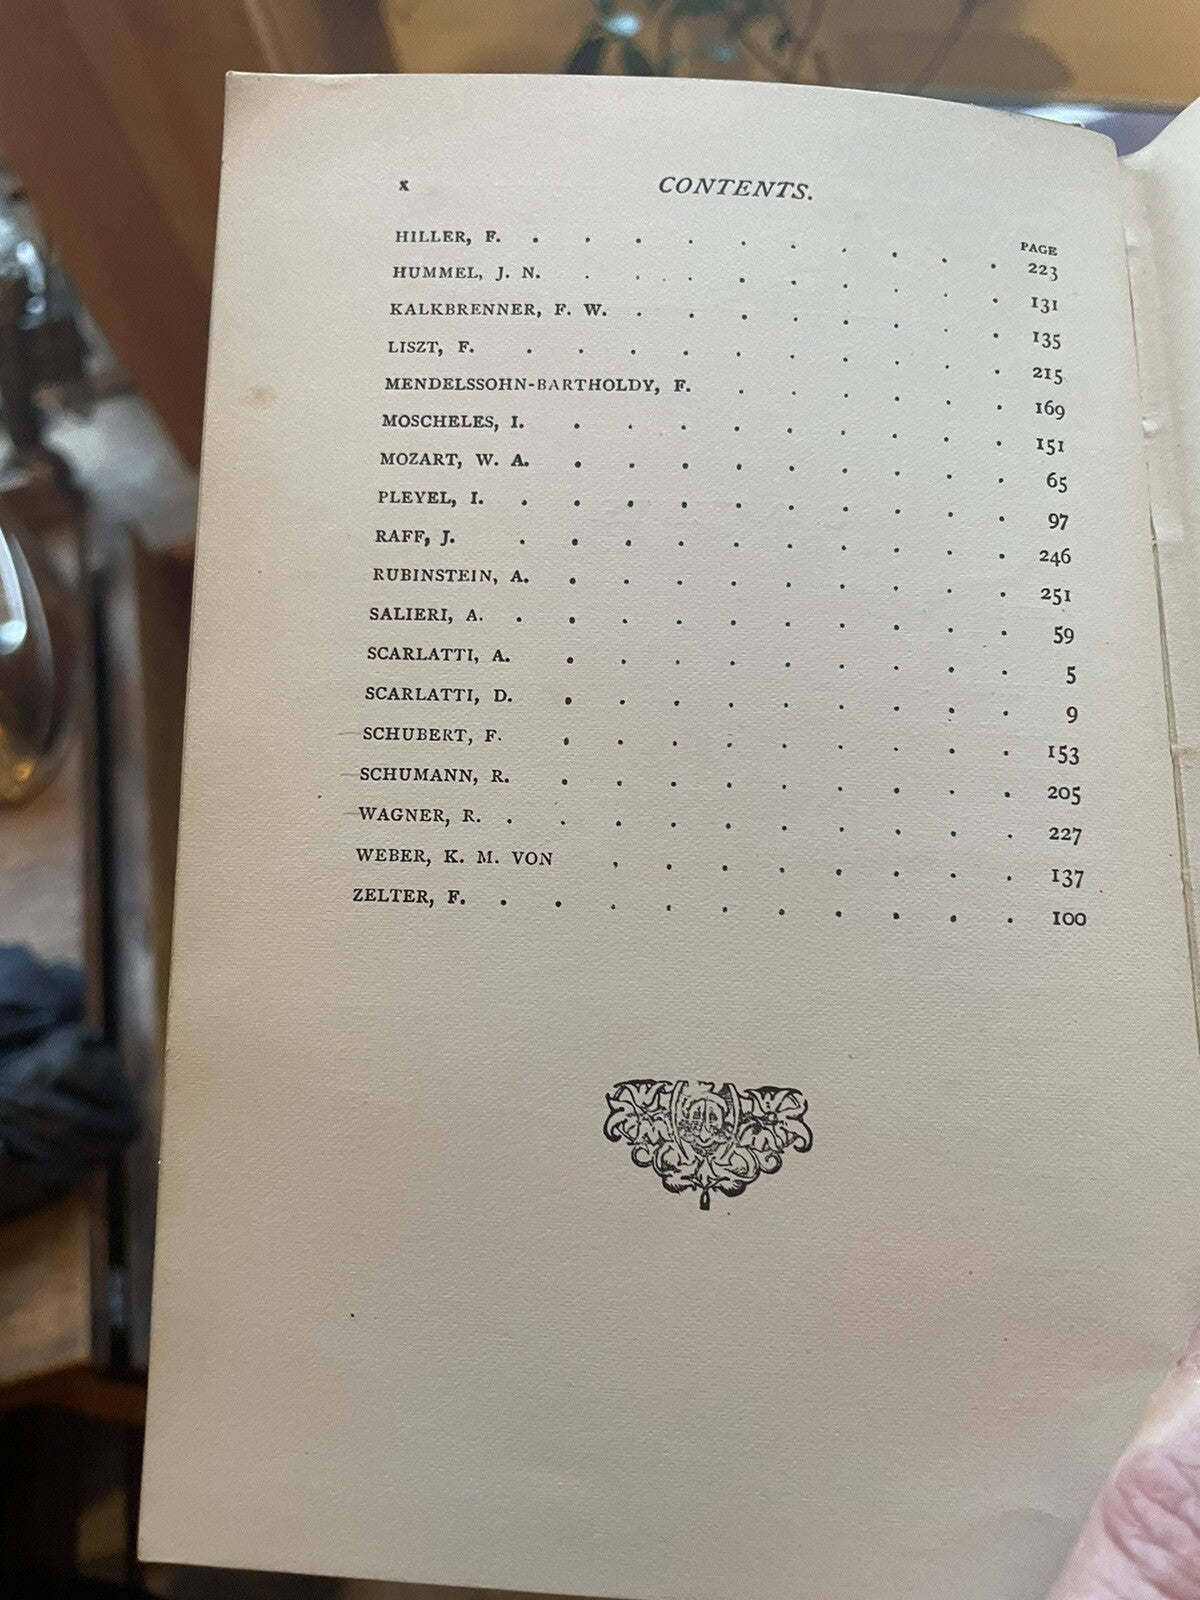 x CONTENTS.
PAGE
HILLER, F. . . . . . . . . . . 223
HUMMEL, J. N. . . . . . . . . . 131
KALKBRENNER, F. W. . . . . . . . . 135
LISZT, F. . . . . . . . . . . 215
MENDELSSOHN-BARTHOLDY, F. . . . . . . 169
MOSCHELES, I. . . . . . . . . . 151
MOZART, W. A. . . . . . . . . . 65
PLEYEL, I. . . . . . . . . . . 97
RAFF, J. . . . . . . . . . . 246
RUBINSTEIN, A. . . . . . . . . . 251
SALIERI, A. . . . . . . . . . . 59
SCARLATTI, A. . . . . . . . . . 5
SCARLATTI, D. . . . . . . . . . 9
SCHUBERT, F. . . . . . . . . . 153
SCHUMANN, R. . . . . . . . . . 205
WAGNER, R. . . . . . . . . . . 227
WEBER, K. M. VON . . . . . . . . 137
ZELTER, F. . . . . . . . . . . 100